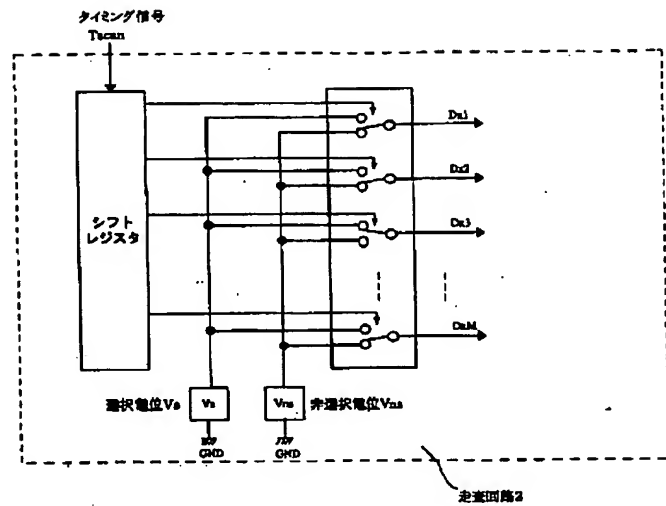 タイミング信号
Tscan
Dx1
Dx2
シフト
レジスタ
Dx3
DxM
選択電位Vs
Vs
Vns
非選択電位Vns
GND
GND
走査回路2